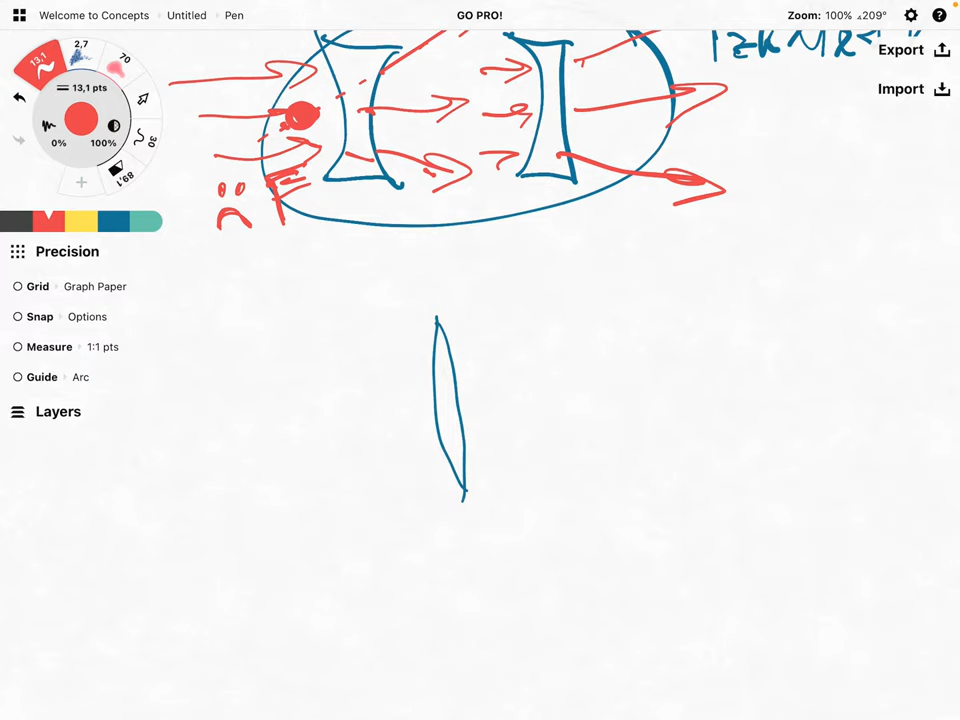 Welcome to Concepts › Untitled › Pen
GO PRO!
Zoom: 100% ⊿209°
Export
Import
2,7
70
13,1
13,1 pts
0%
100%
30
89,1
Precision
Grid › Graph Paper
Snap › Options
Measure › 1:1 pts
Guide › Arc
Layers